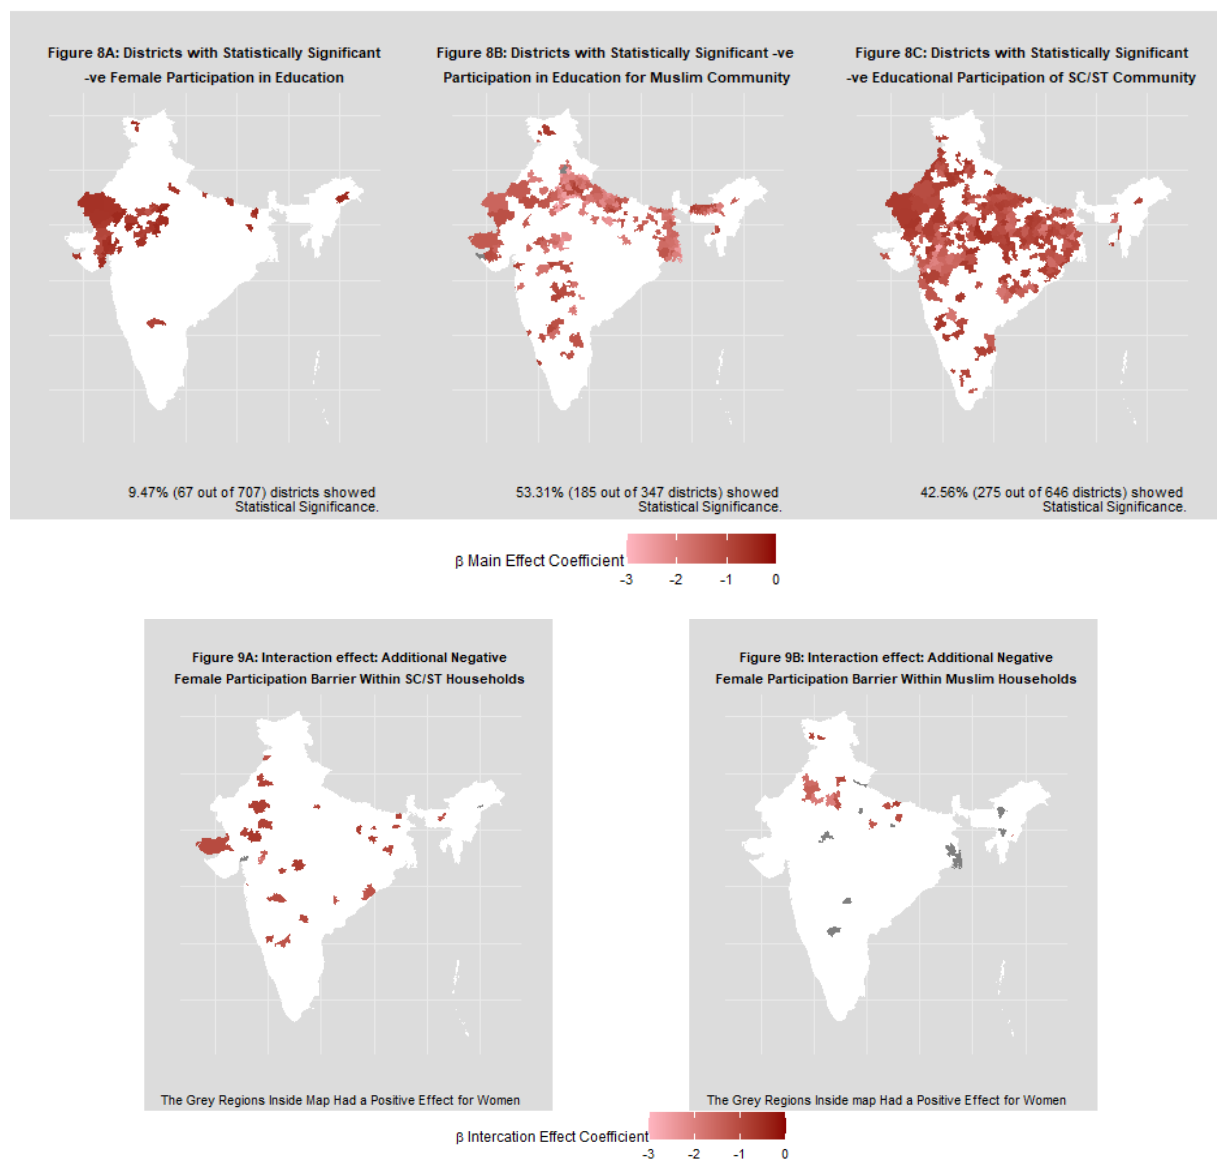 Figure 8A: Districts with Statistically Significant
-ve Female Participation in Education
Figure 8B: Districts with Statistically Significant -ve
Participation in Education for Muslim Community
Figure 8C: Districts with Statistically Significant
-ve Educational Participation of SC/ST Community
9.47% (67 out of 707) districts showed
Statistical Significance.
53.31% (185 out of 347 districts) showed
Statistical Significance.
42.56% (275 out of 646 districts) showed
Statistical Significance.
β Main Effect Coefficient
-3 -2 -1 0
Figure 9A: Interaction effect: Additional Negative
Female Participation Barrier Within SC/ST Households
Figure 9B: Interaction effect: Additional Negative
Female Participation Barrier Within Muslim Households
The Grey Regions Inside Map Had a Positive Effect for Women
The Grey Regions Inside map Had a Positive Effect for Women
β Intercation Effect Coefficient
-3 -2 -1 0